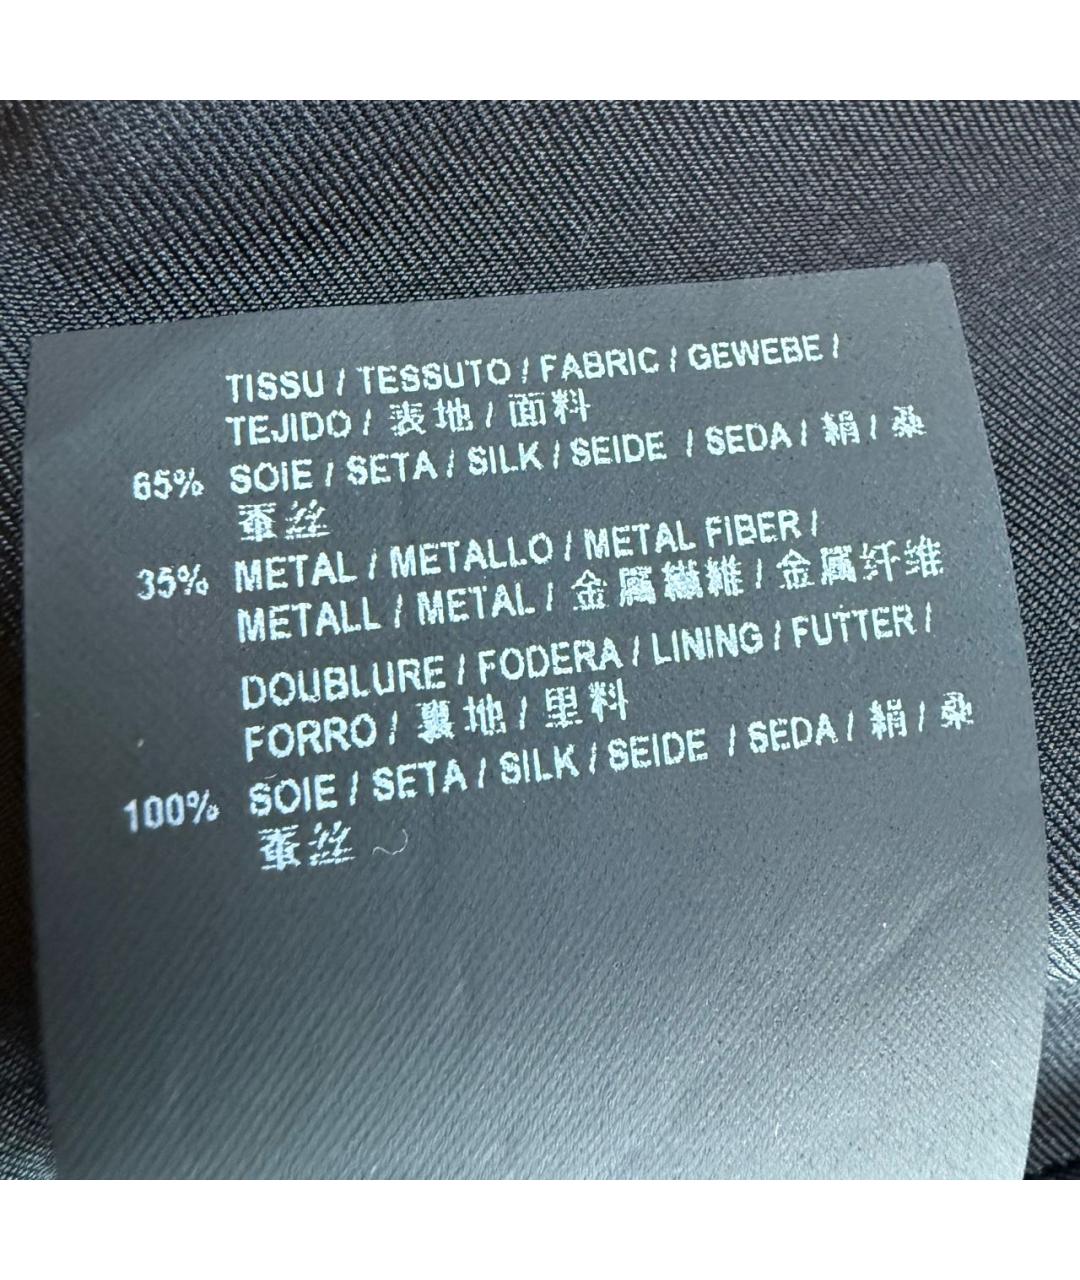 TISSU / TESSUTO / FABRIC / GEWEBE /
TEJIDO / 表地 / 面料
65% SOIE / SETA / SILK / SEIDE / SEDA / 絹 / 桑
蚕丝
35% METAL / METALLO / METAL FIBER /
METALL / METAL / 金属繊維 / 金属纤维
DOUBLURE / FODERA / LINING / FUTTER /
FORRO / 裏地 / 里料
100% SOIE / SETA / SILK / SEIDE / SEDA / 絹 / 桑
蚕丝